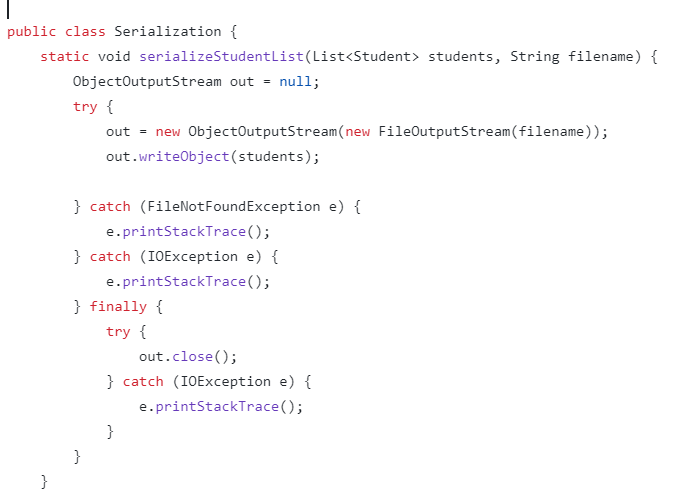 public class Serialization {
    static void serializeStudentList(List<Student> students, String filename) {
        ObjectOutputStream out = null;
        try {
            out = new ObjectOutputStream(new FileOutputStream(filename));
            out.writeObject(students);

        } catch (FileNotFoundException e) {
            e.printStackTrace();
        } catch (IOException e) {
            e.printStackTrace();
        } finally {
            try {
                out.close();
            } catch (IOException e) {
                e.printStackTrace();
            }
        }
    }